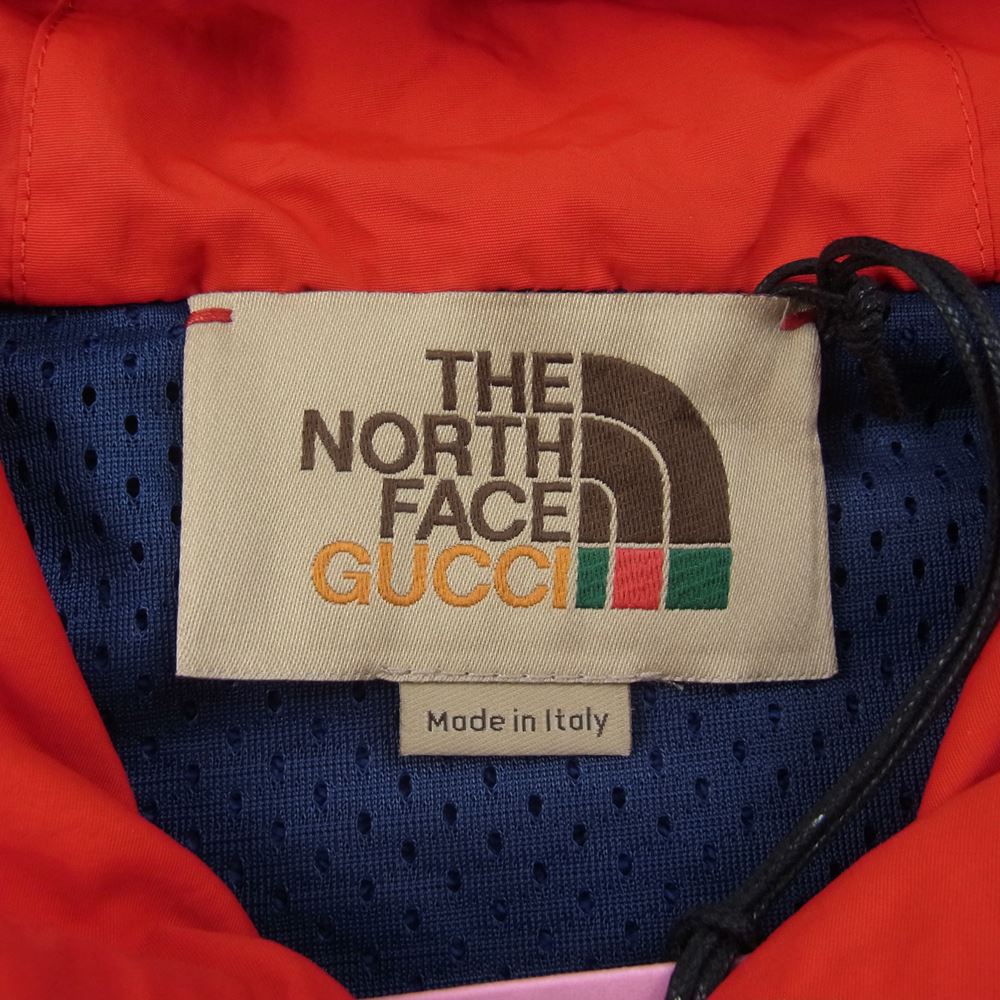 THE
NORTH
FACE
GUCCI
Made in Italy